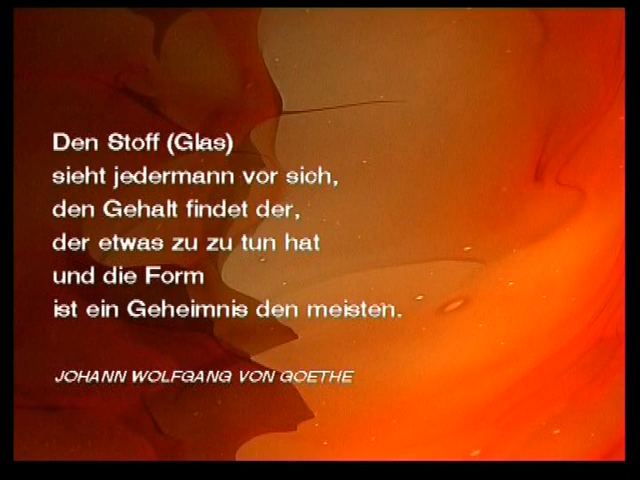 Den Stoff (Glas)
sieht jedermann vor sich,
den Gehalt findet der,
der etwas zu zu tun hat
und die Form
ist ein Geheimnis den meisten.
JOHANN WOLFGANG VON GOETHE